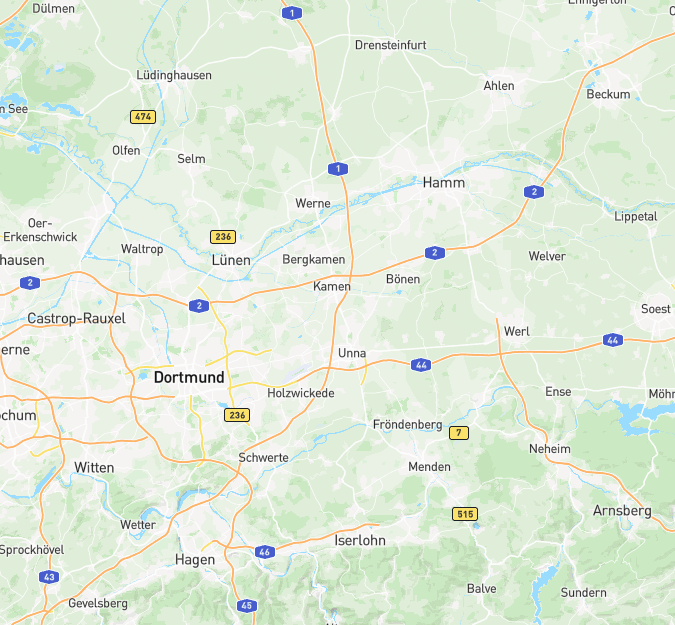 Dülmen
1
Ennigerloh
Drensteinfurt
Lüdinghausen
Ahlen
Beckum
m See
474
Olfen
Selm
1
Hamm
2
Werne
Lippetal
Oer-
Erkenschwick
236
Waltrop
Lünen
Bergkamen
2
Welver
hausen
2
Kamen
Bönen
2
Castrop-Rauxel
Soest
Werl
44
erne
Unna
44
Dortmund
Holzwickede
Ense
Möhn
ochum
236
Fröndenberg
7
Neheim
Schwerte
Witten
Menden
Wetter
515
Arnsberg
Iserlohn
Sprockhövel
46
Hagen
43
Balve
Sundern
Gevelsberg
45